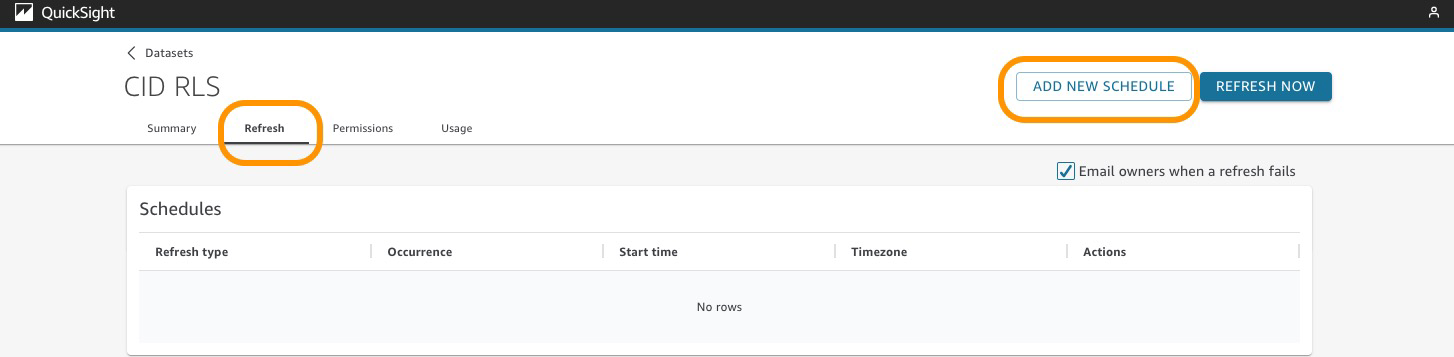 QuickSight
Datasets
CID RLS
ADD NEW SCHEDULE REFRESH NOW
Summary Refresh Permissions Usage
Email owners when a refresh fails
Schedules
Refresh type Occurrence Start time Timezone Actions
No rows